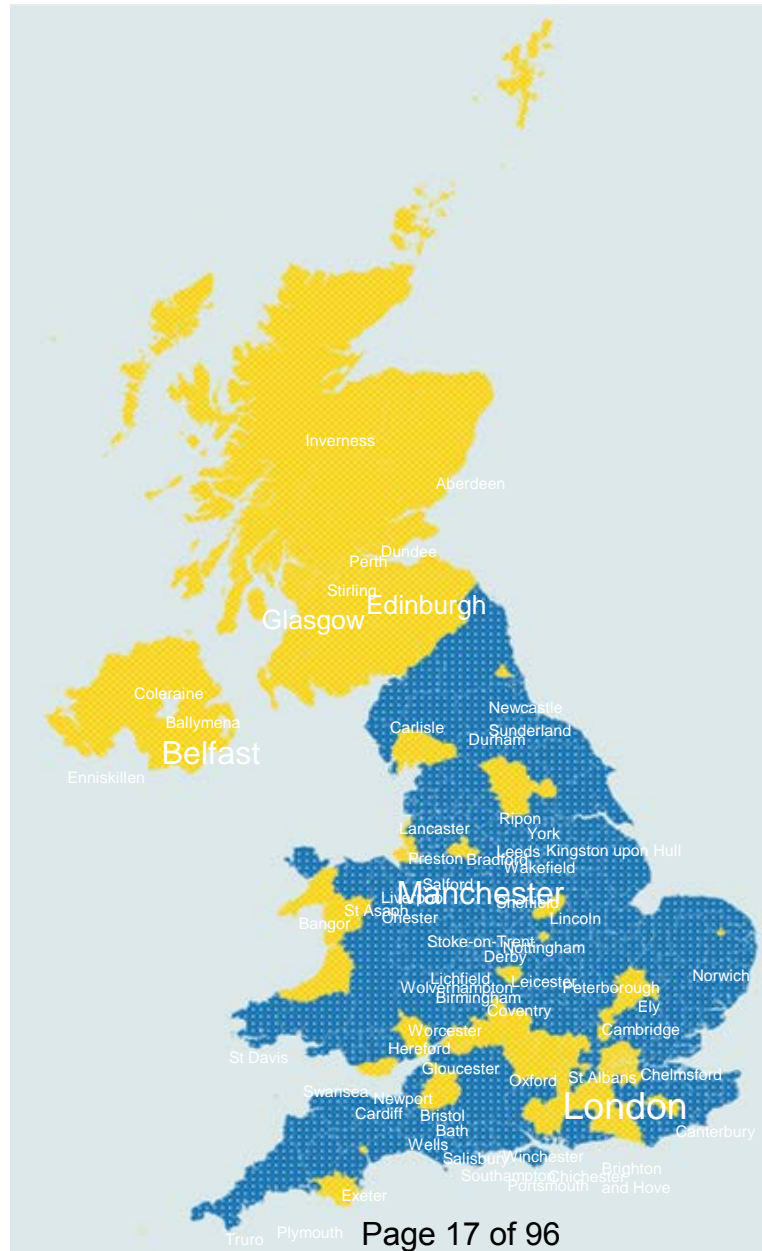 Inverness
Aberdeen
Dundee
Perth
Stirling
Edinburgh
Glasgow
Coleraine
Newcastle
Ballymena
Carlisle
Sunderland
Durham
Belfast
Enniskillen
Ripon
Lancaster
York
Leeds
Kingston upon Hull
Preston
Bradford
Wakefield
Salford
Manchester
Liverpool
Sheffield
St Asaph
Chester
Lincoln
Bangor
Stoke-on-Trent
Nottingham
Derby
Norwich
Lichfield
Leicester
Wolverhampton
Peterborough
Birmingham
Ely
Coventry
Worcester
Cambridge
Hereford
St Davis
Gloucester
St Albans
Chelmsford
Oxford
Swansea
Newport
London
Cardiff
Bristol
Bath
Canterbury
Wells
Salisbury
Winchester
Brighton
and Hove
Southampton
Chichester
Portsmouth
Exeter
Plymouth
Truro
Page 17 of 96